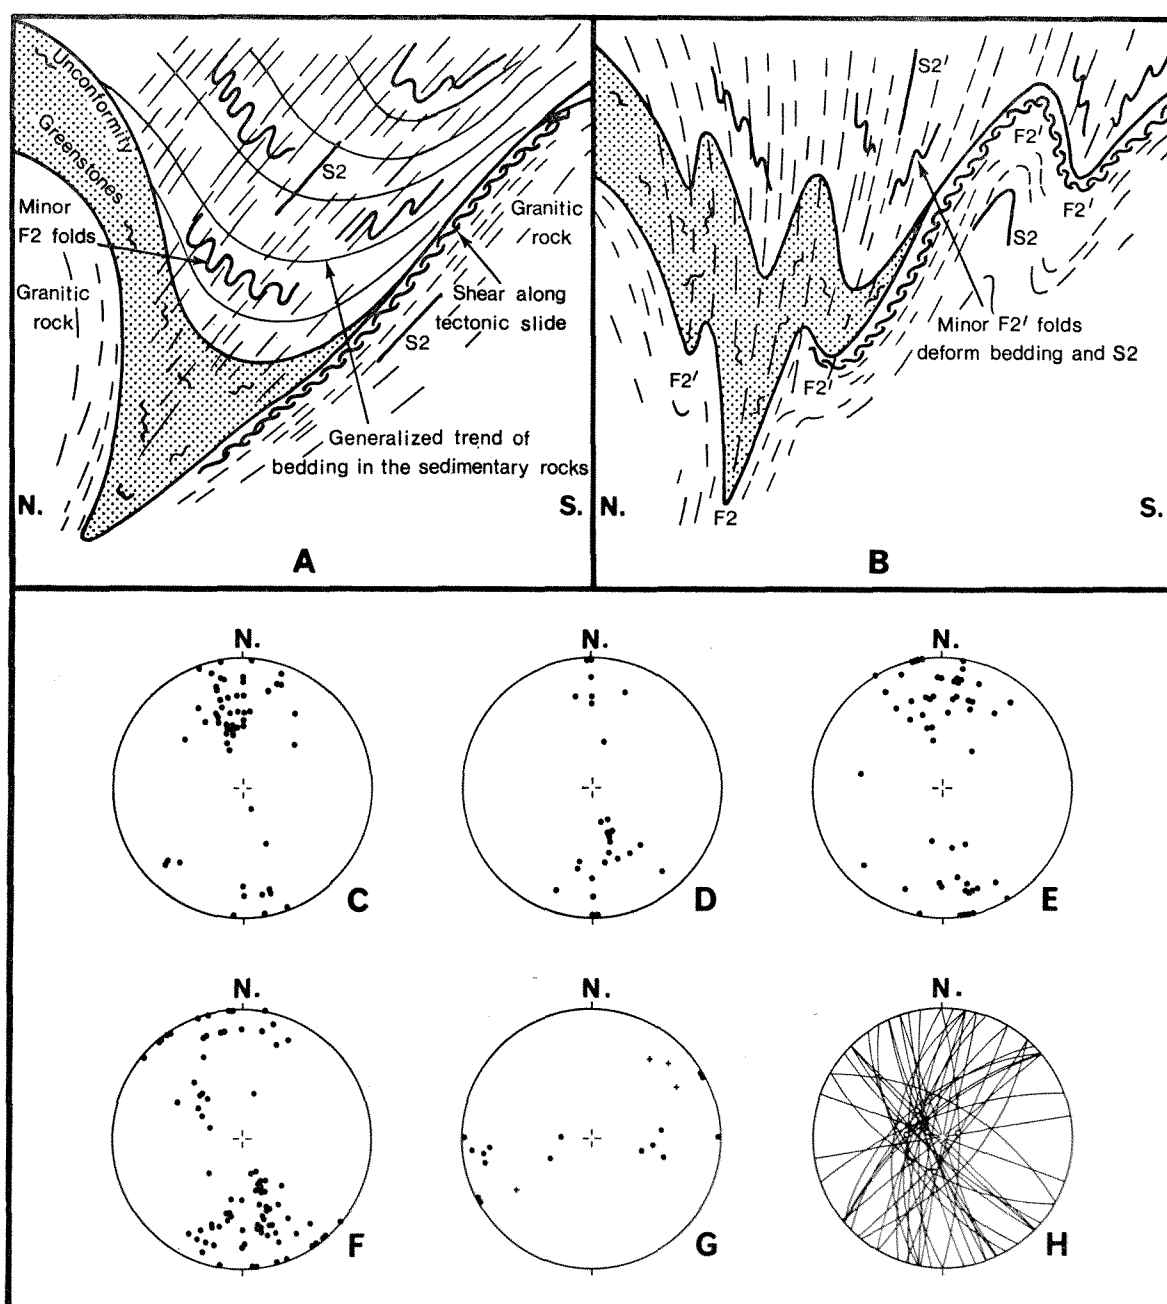 Unconformity
Greenstones
Minor
F2 folds
Granitic
rock
S2
Granitic
rock
Shear along
tectonic slide
S2
Generalized trend of
bedding in the sedimentary rocks
N.
S.
A
S2′
F2′
F2′
S2
Minor F2′ folds
deform bedding and S2
F2′
F2′
N.
F2
S.
B
N.
N.
N.
C
D
E
N.
N.
N.
F
G
H